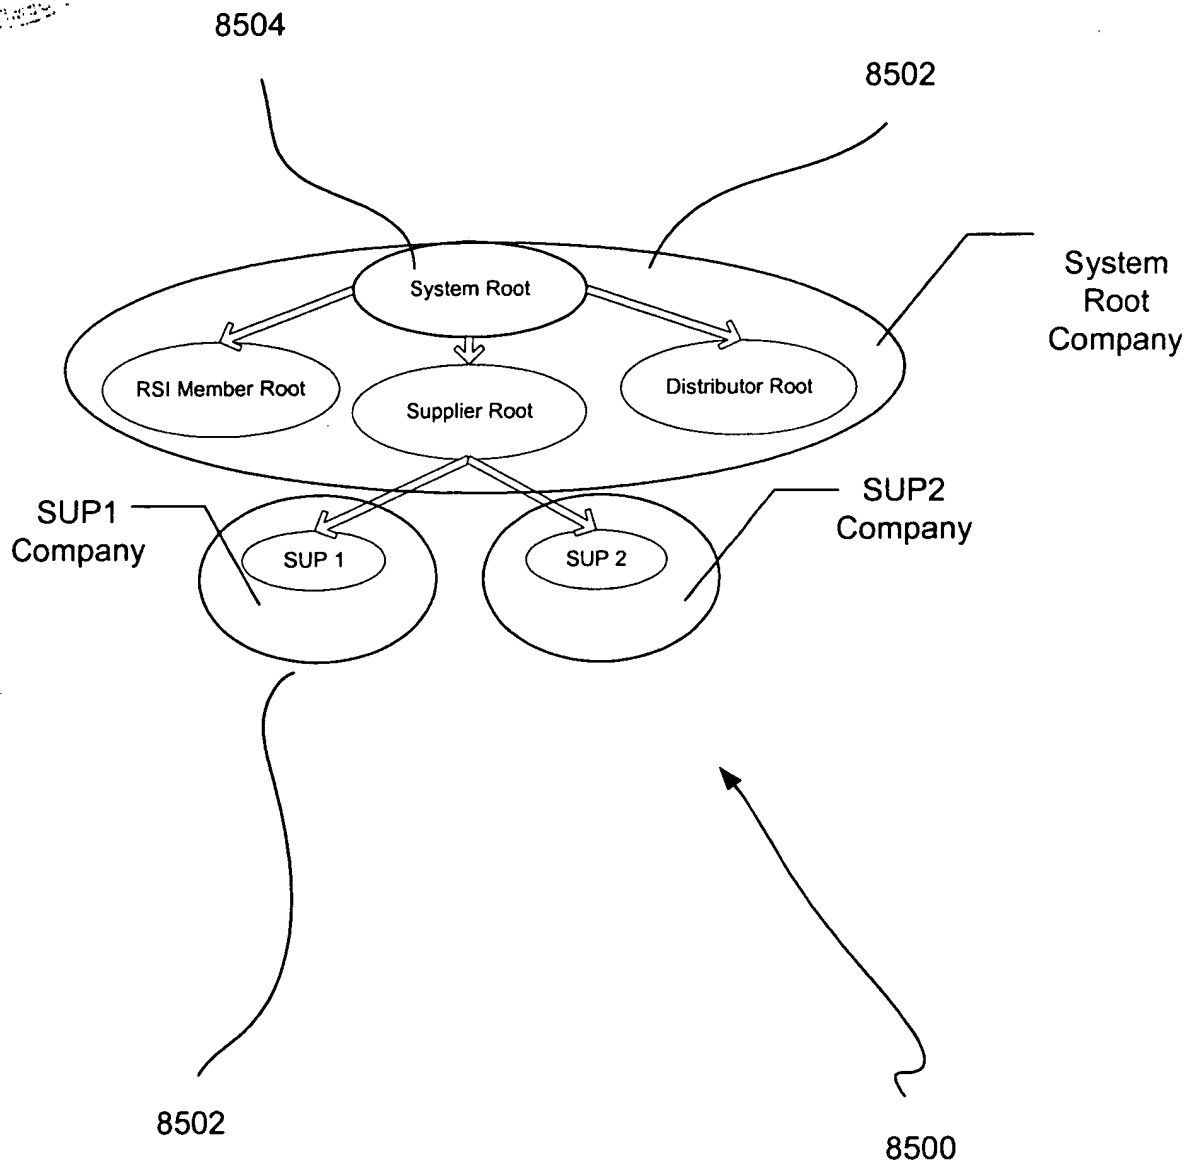 8504
8502
System
Root
Company
System Root
RSI Member Root
Supplier Root
Distributor Root
SUP1
Company
SUP2
Company
SUP 1
SUP 2
8502
8500